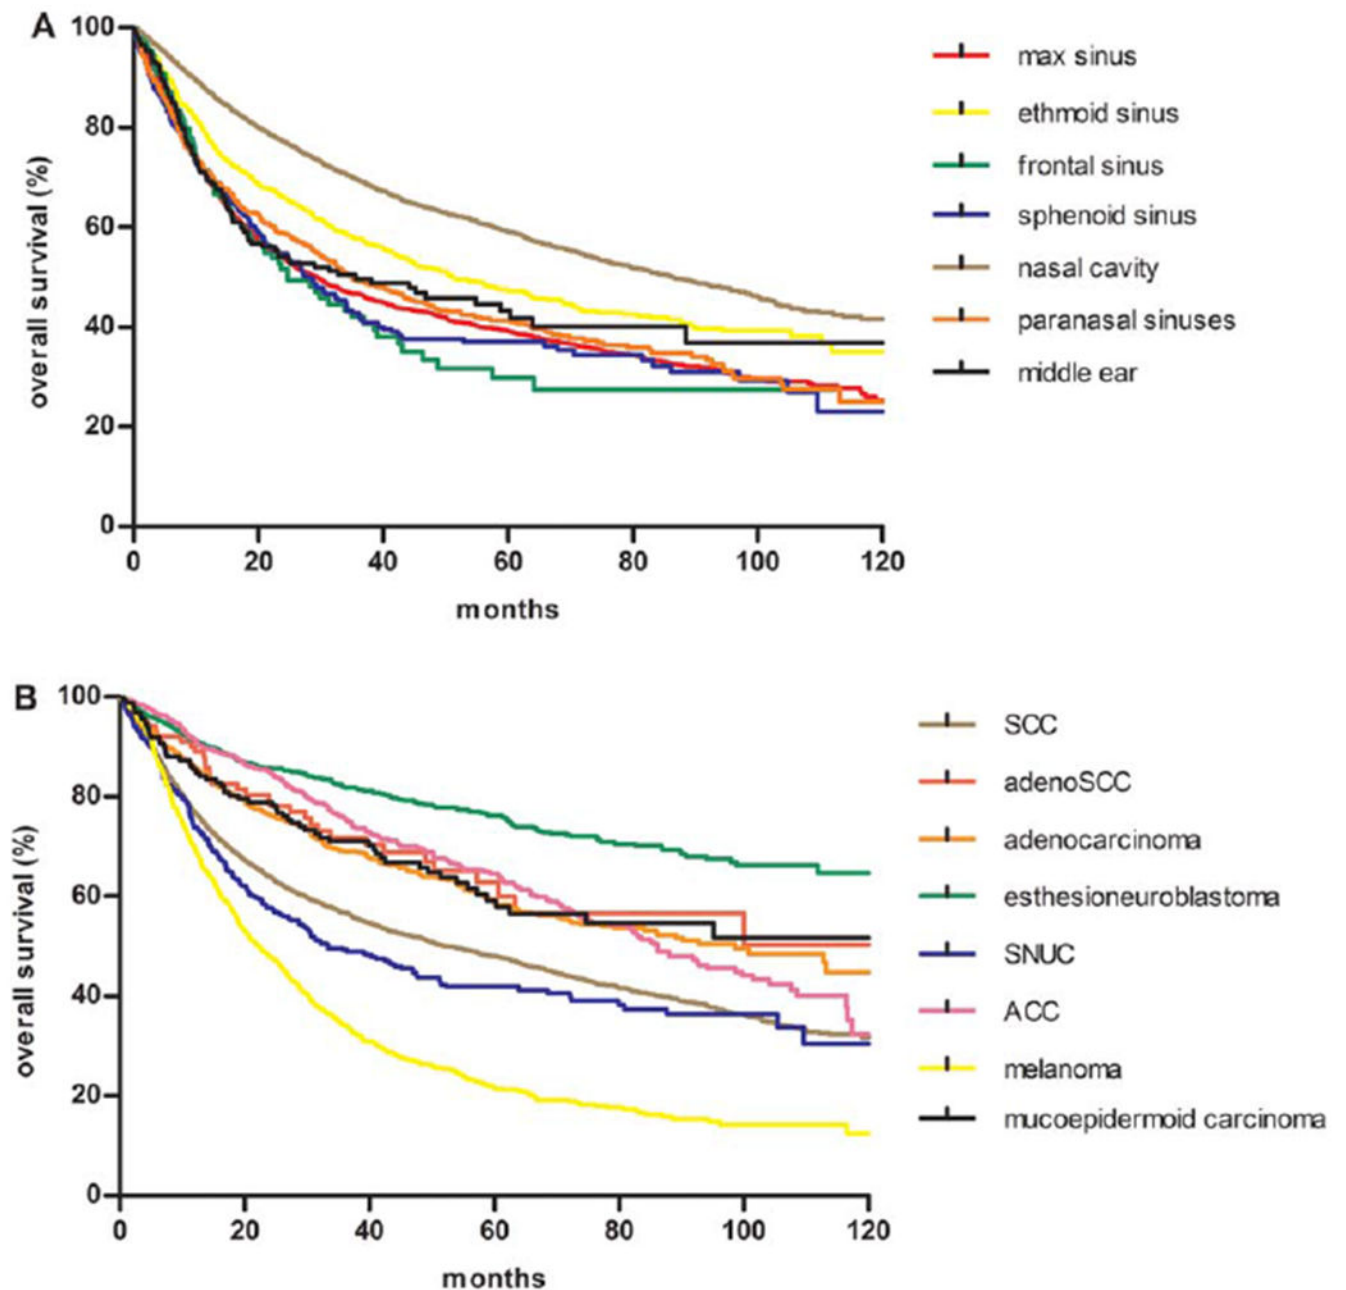 A
100
80
60
40
20
0
overall survival (%)
0 20 40 60 80 100 120
months
max sinus
ethmoid sinus
frontal sinus
sphenoid sinus
nasal cavity
paranasal sinuses
middle ear
B
100
80
60
40
20
0
overall survival (%)
0 20 40 60 80 100 120
months
SCC
adenoSCC
adenocarcinoma
esthesioneuroblastoma
SNUC
ACC
melanoma
mucoepidermoid carcinoma